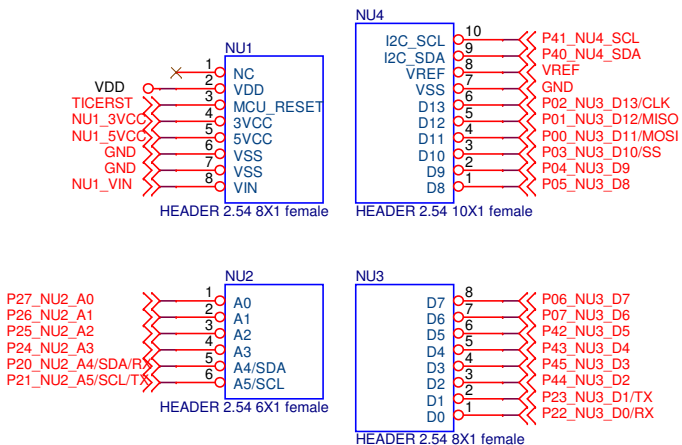 NU1
1 NC
VDD 2 VDD
TICERST 3 MCU_RESET
NU1_3VCC 4 3VCC
NU1_5VCC 5 5VCC
GND 6 VSS
GND 7 VSS
NU1_VIN 8 VIN
HEADER 2.54 8X1 female
NU4
I2C_SCL 10 P41_NU4_SCL
I2C_SDA 9 P40_NU4_SDA
VREF 8 VREF
VSS 7 GND
D13 6 P02_NU3_D13/CLK
D12 5 P01_NU3_D12/MISO
D11 4 P00_NU3_D11/MOSI
D10 3 P03_NU3_D10/SS
D9 2 P04_NU3_D9
D8 1 P05_NU3_D8
HEADER 2.54 10X1 female
NU2
P27_NU2_A0 1 A0
P26_NU2_A1 2 A1
P25_NU2_A2 3 A2
P24_NU2_A3 4 A3
P20_NU2_A4/SDA/RX 5 A4/SDA
P21_NU2_A5/SCL/TX 6 A5/SCL
HEADER 2.54 6X1 female
NU3
D7 8 P06_NU3_D7
D6 7 P07_NU3_D6
D5 6 P42_NU3_D5
D4 5 P43_NU3_D4
D3 4 P45_NU3_D3
D2 3 P44_NU3_D2
D1 2 P23_NU3_D1/TX
D0 1 P22_NU3_D0/RX
HEADER 2.54 8X1 female